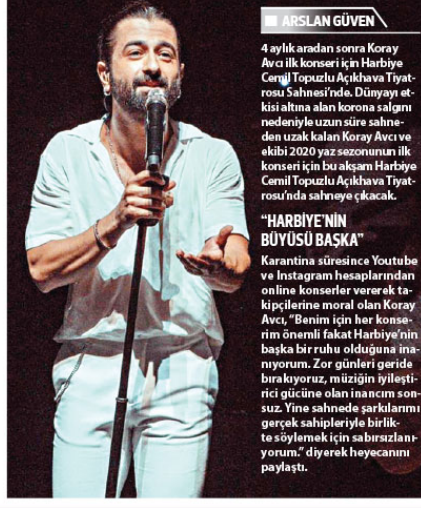 ARSLAN GÜVEN
4 aylık aradan sonra Koray
Avcı ilk konseri için Harbiye
Cemil Topuzlu Açıkhava Tiyat-
rosu Sahnesi'nde. Dünyayı et-
kisi altına alan korona salgını
nedeniyle uzun süre sahne-
den uzak kalan Koray Avcı ve
ekibi 2020 yaz sezonunun ilk
konseri için bu akşam Harbiye
Cemil Topuzlu Açıkhava Tiyat-
rosu'nda sahneye çıkacak.
“HARBİYE'NİN
BÜYÜSÜ BAŞKA”
Karantina süresince Youtube
ve Instagram hesaplarından
online konserler vererek ta-
kipçilerine moral olan Koray
Avcı, “Benim için her konse-
rim önemli fakat Harbiye'nin
başka bir ruhu olduğuna ina-
nıyorum. Zor günleri geride
bırakıyoruz, müziğin iyileşti-
rici gücüne olan inancım son-
suz. Yine sahnede şarkılarımı
gerçek sahipleriyle birlik-
te söylemek için sabırsızlanı-
yorum.” diyerek heyecanını
paylaştı.